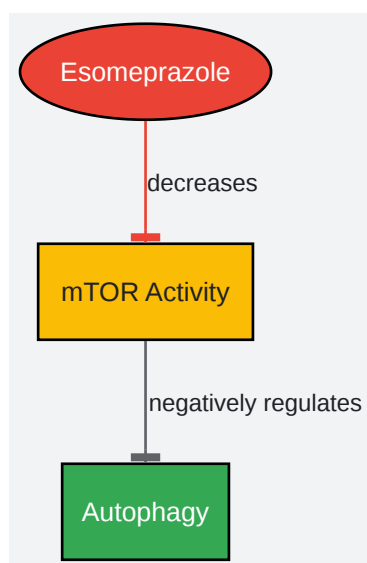 Esomeprazole
decreases
mTOR Activity
negatively regulates
Autophagy